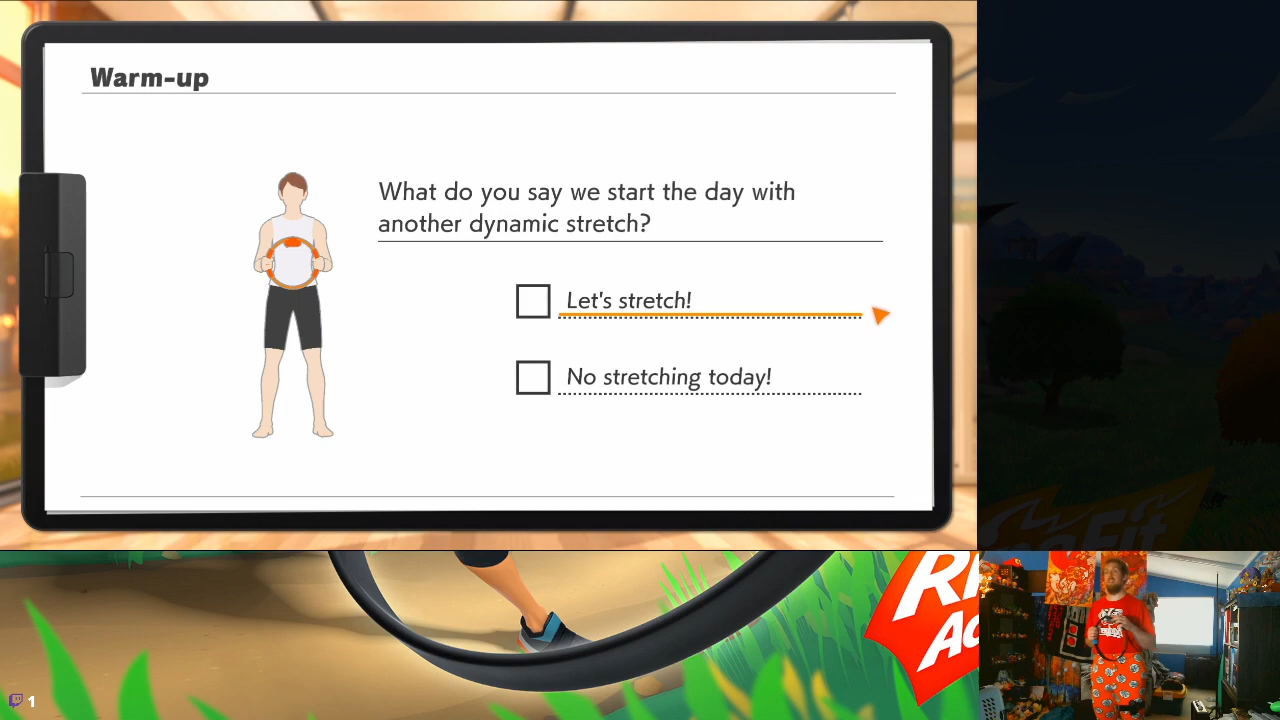 Warm-up
What do you say we start the day with
another dynamic stretch?
Let's stretch!
No stretching today!
Fit
1